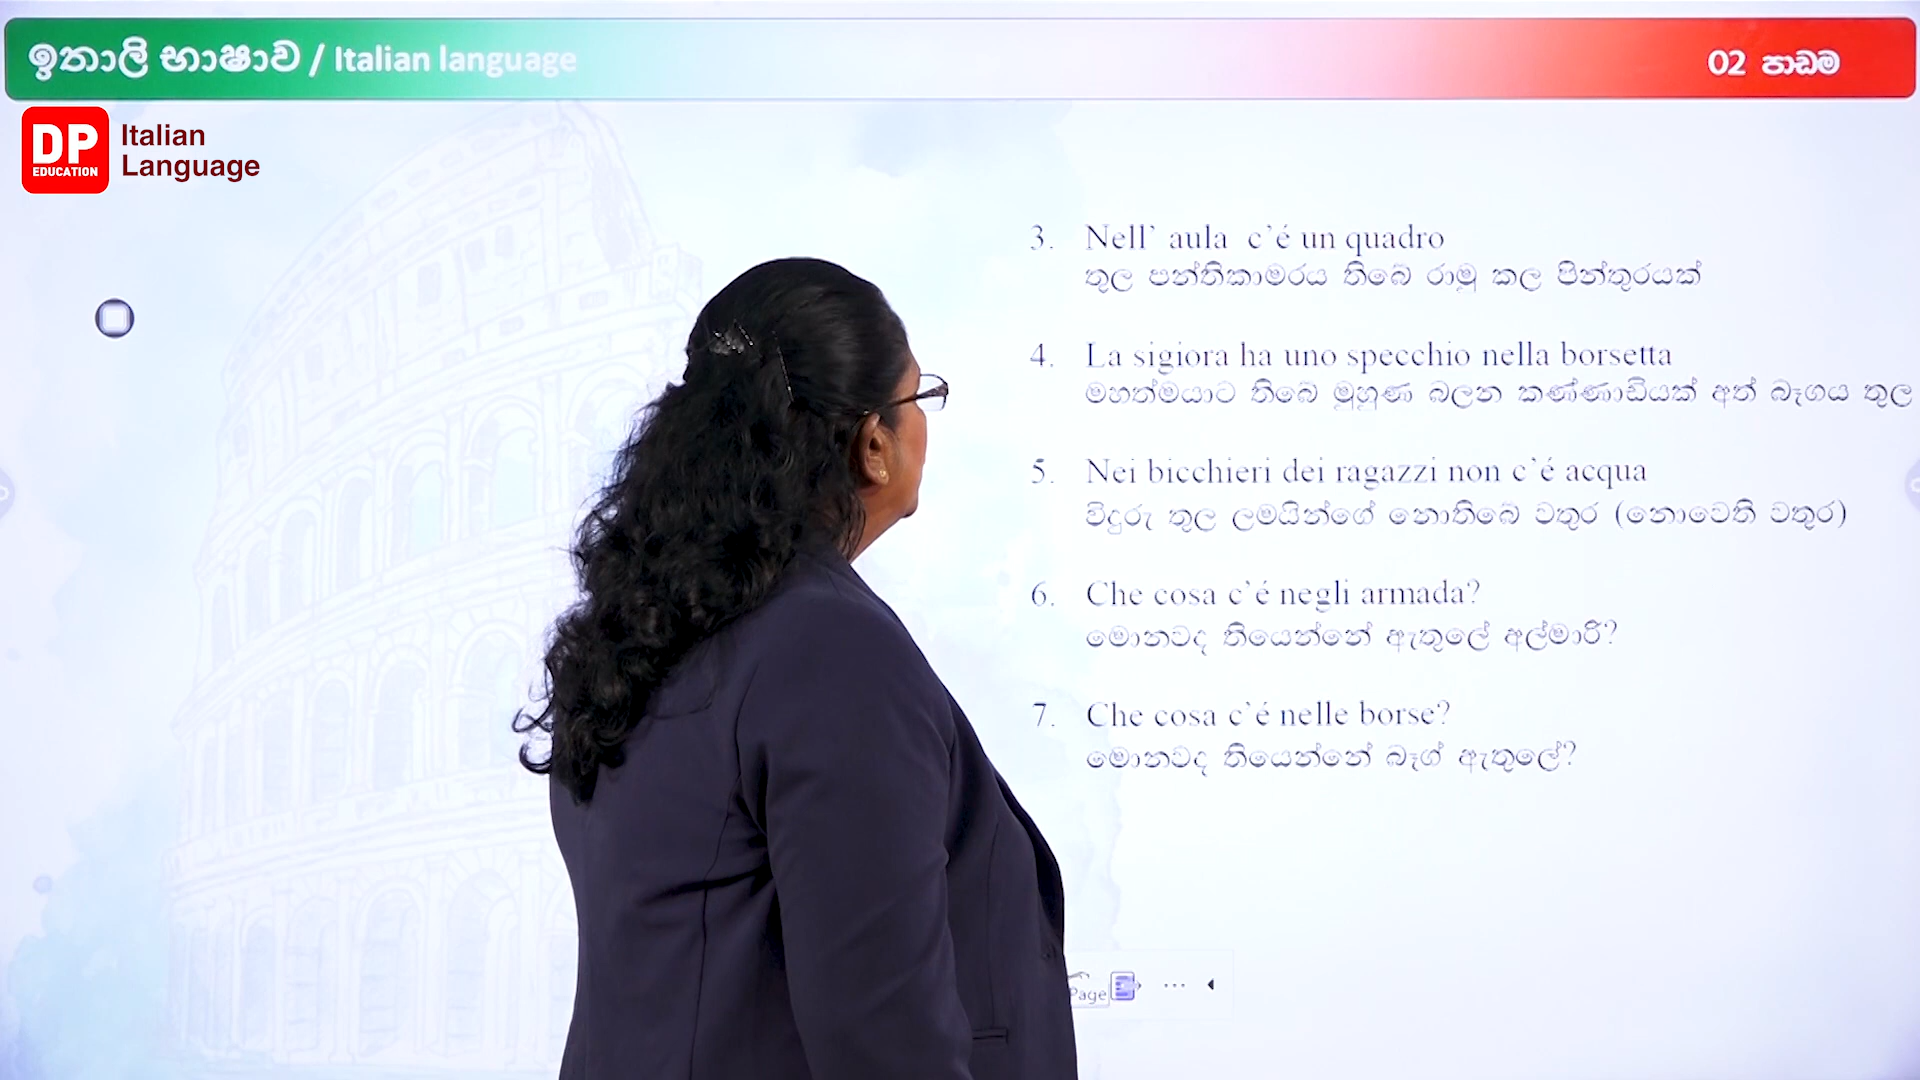 ඉතාලි භාෂාව / Italian language
02 පාඩම
DP
EDUCATION
Italian
Language
3. Nell’ aula c’é un quadro
තුල පන්තිකාමරය තිබේ රාමු කල පින්තුරයක්
4. La sigiora ha uno specchio nella borsetta
මහත්මයාට තිබේ මුහුණ බලන කණ්ණාඩියක් අත් බෑගය තුල
5. Nei bicchieri dei ragazzi non c’é acqua
විදුරු තුල ලමයින්ගේ නොතිබේ වතුර (නොවෙති වතුර)
6. Che cosa c’é negli armada?
මොනවද තියෙන්නේ ඇතුලේ අල්මාරි?
7. Che cosa c’é nelle borse?
මොනවද තියෙන්නේ බෑග් ඇතුලේ?
Page